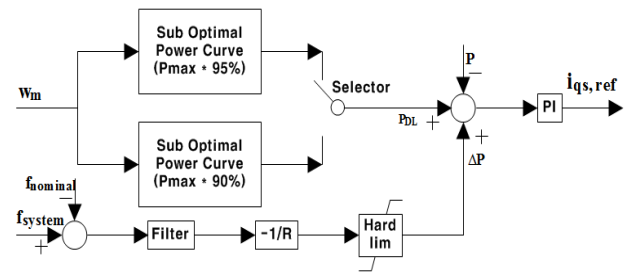 Sub Optimal
Power Curve
(Pmax * 95%)
P
Selector
iqs, ref
wm
PI
PDL
Sub Optimal
Power Curve
(Pmax * 90%)
ΔP
fnominal
fsystem
Filter
-1/R
Hard
lim